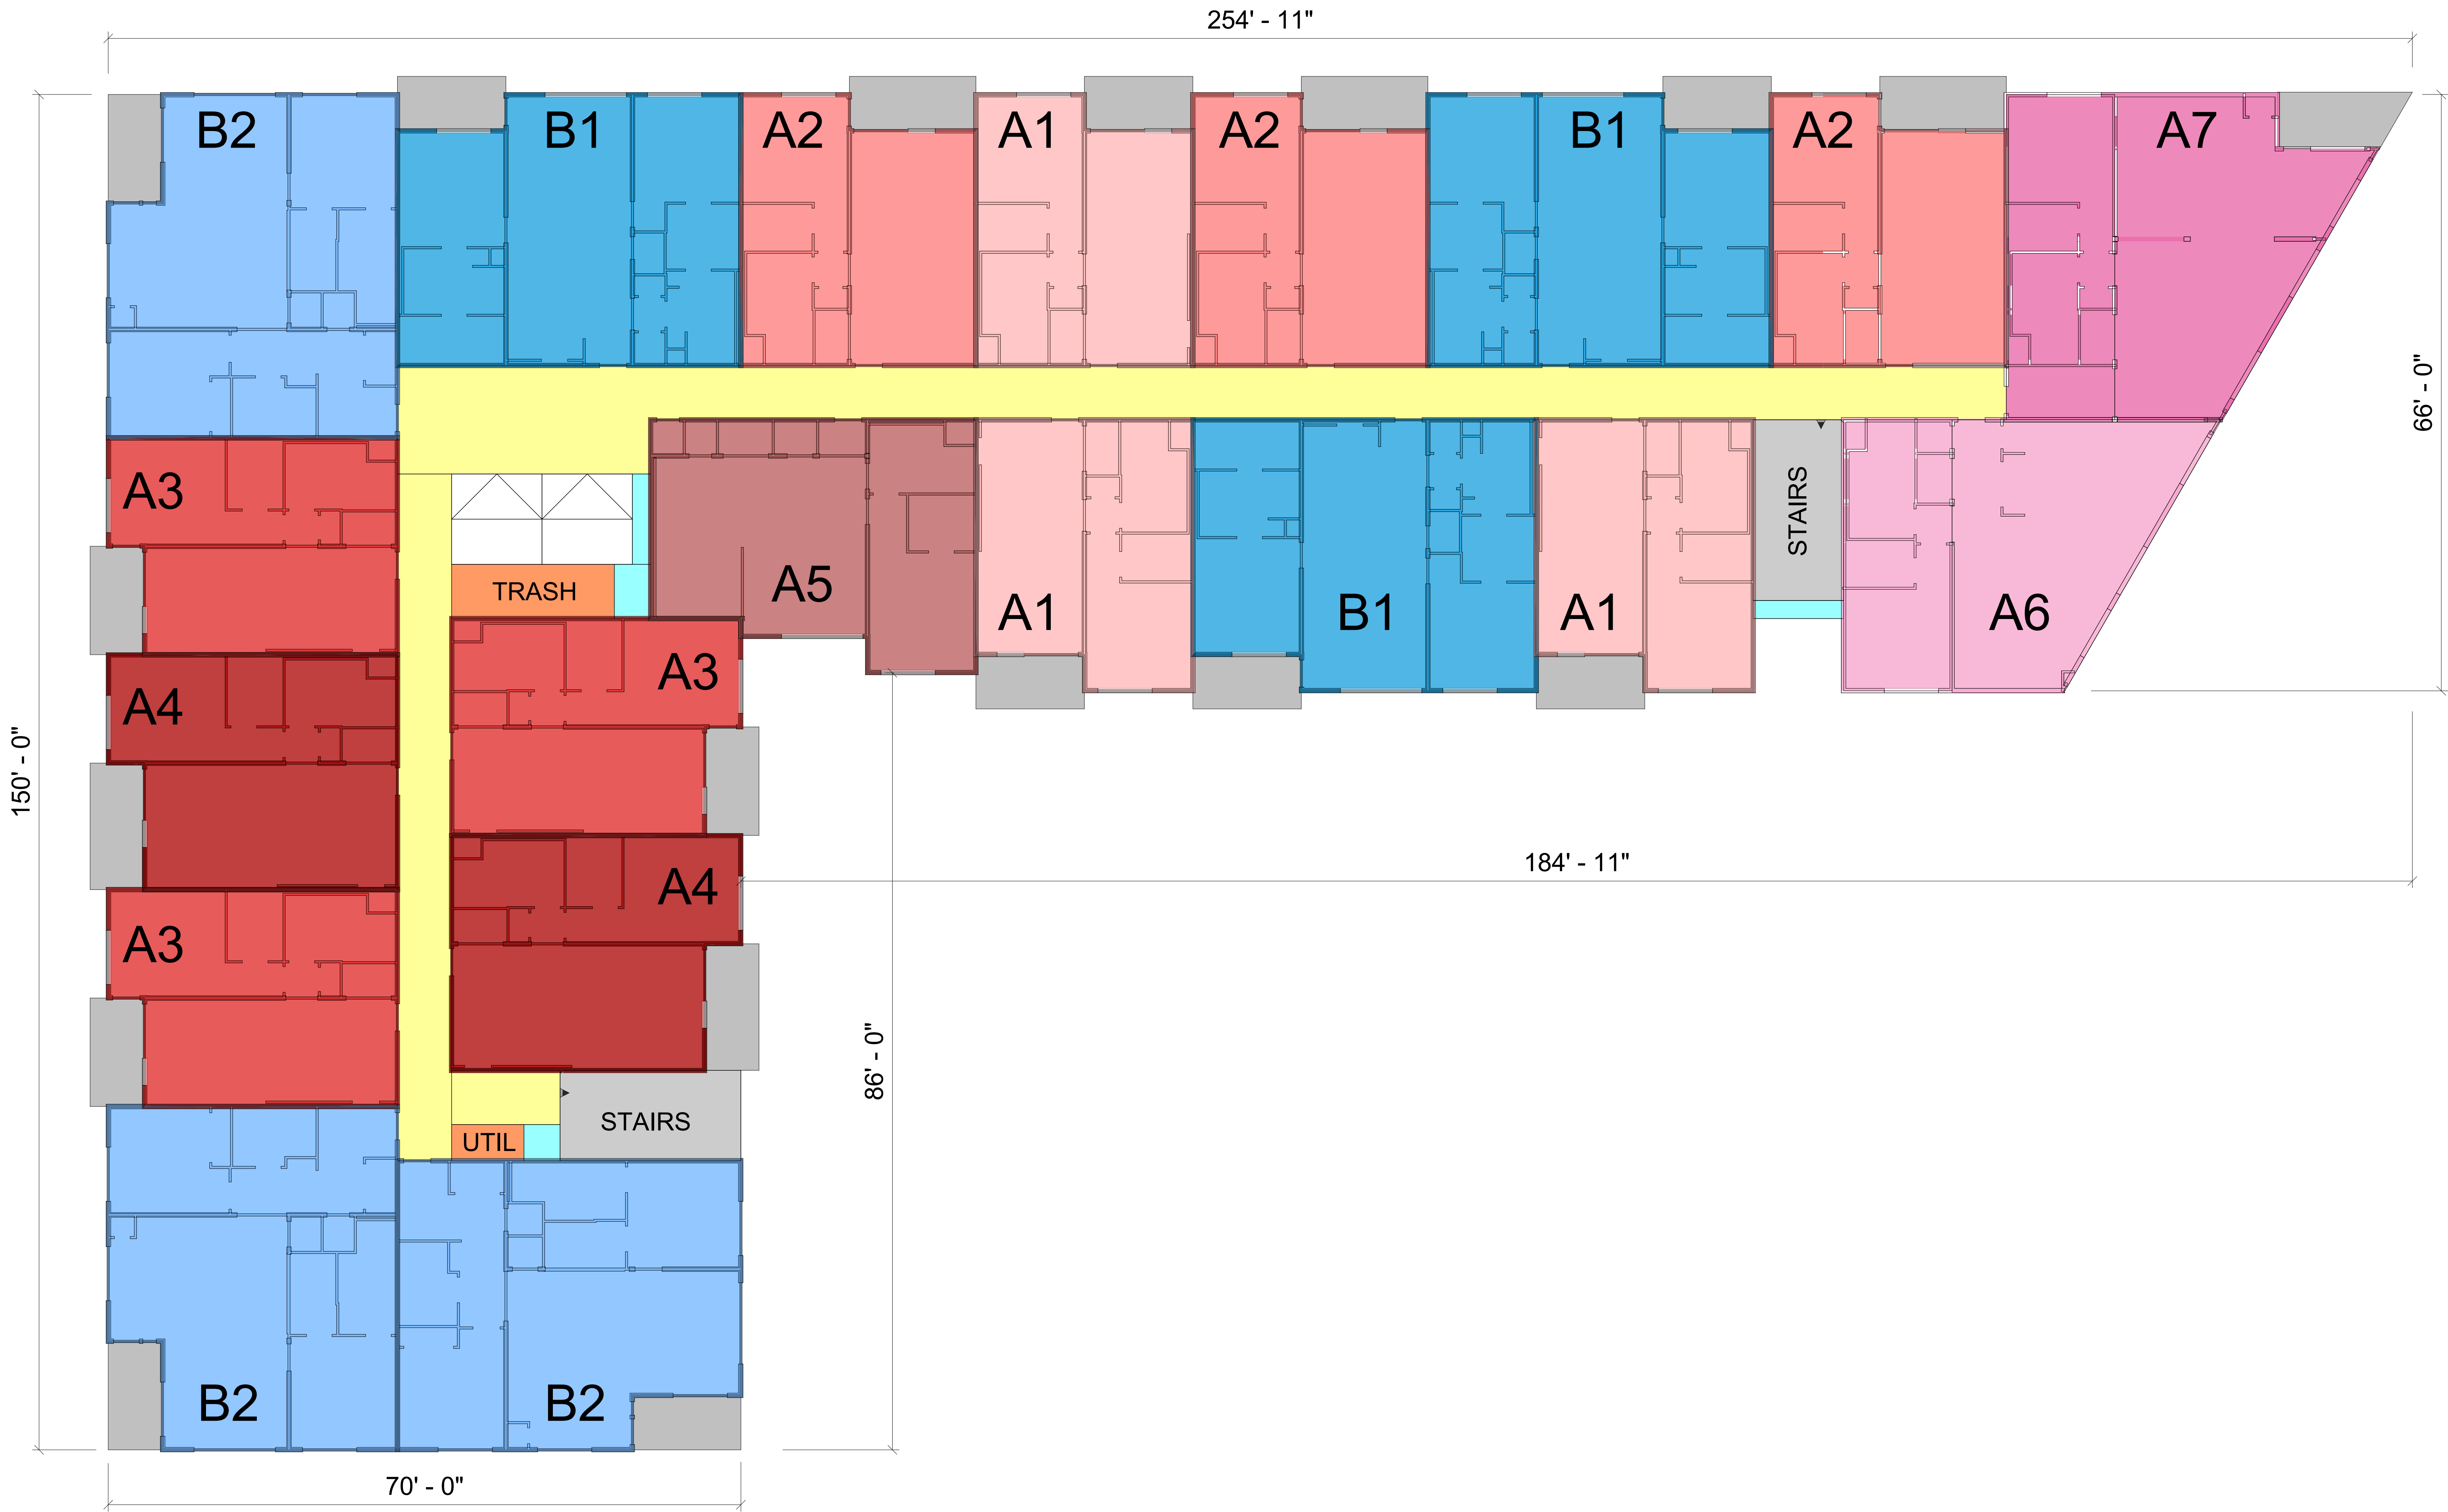 254' - 11"
B2
B1
A2
A1
A2
B1
A2
A7
66' - 0"
A3
STAIRS
TRASH
A5
A1
B1
A1
A6
A3
A4
150' - 0"
184' - 11"
A4
A3
86' - 0"
STAIRS
UTIL
B2
B2
70' - 0"